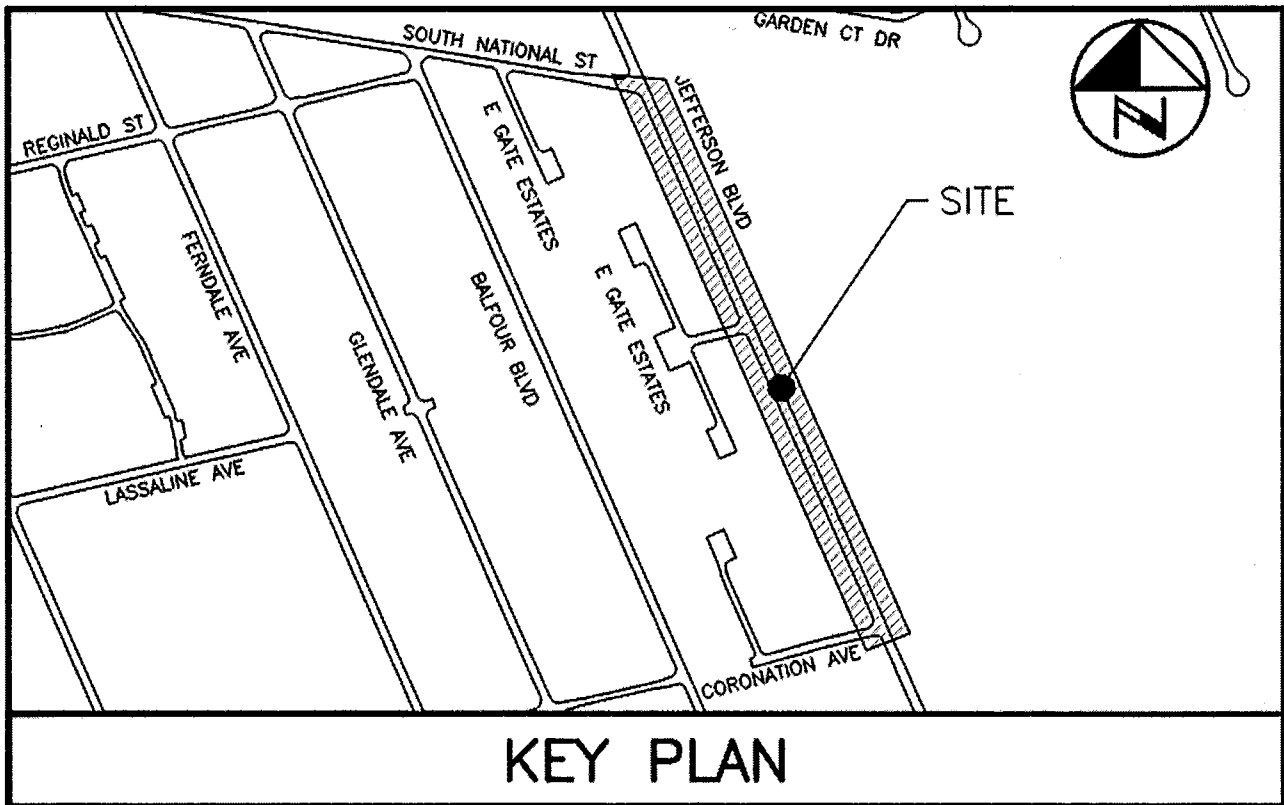 GARDEN CT DR
SOUTH NATIONAL ST
JEFFERSON BLVD
REGINALD ST
E GATE ESTATES
SITE
FERNDALE AVE
BALFOUR BLVD
E GATE ESTATES
GLENDALE AVE
LASSALINE AVE
CORONATION AVE
N
KEY PLAN